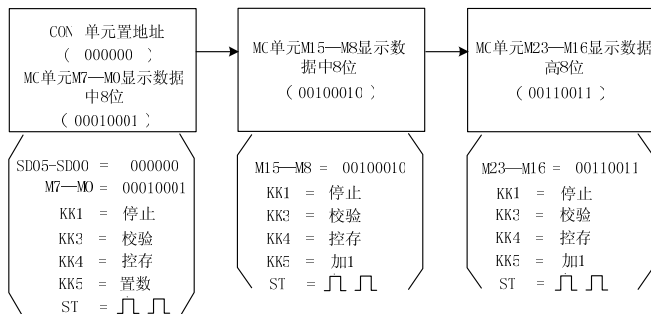 CON 单元置地址
( 000000 )
MC单元M7—M0显示数据
中8位
( 00010001 )
MC单元M15—M8显示数
据中8位
( 00100010 )
MC单元M23—M16显示数据
高8位
( 00110011 )
SD05-SD00 = 000000
M7—M0 = 00010001
KK1 = 停止
KK3 = 校验
KK4 = 控存
KK5 = 置数
ST =
M15—M8 = 00100010
KK1 = 停止
KK3 = 校验
KK4 = 控存
KK5 = 加1
ST =
M23—M16 = 00110011
KK1 = 停止
KK3 = 校验
KK4 = 控存
KK5 = 加1
ST =